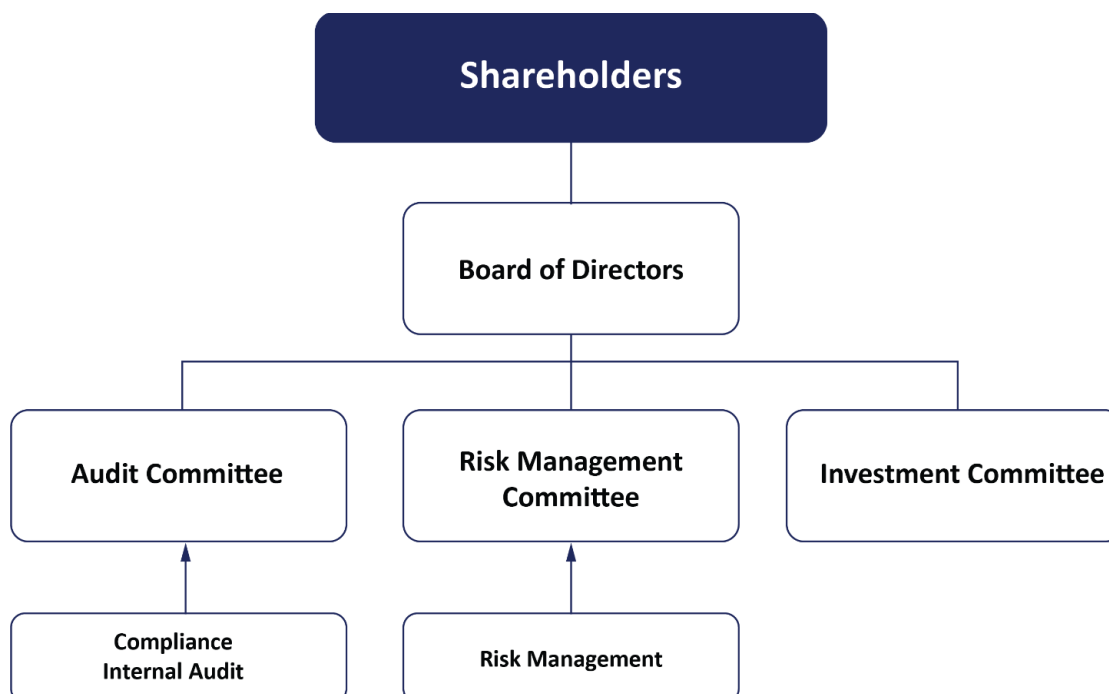 Shareholders
Board of Directors
Audit Committee
Risk Management
Committee
Investment Committee
Compliance
Internal Audit
Risk Management